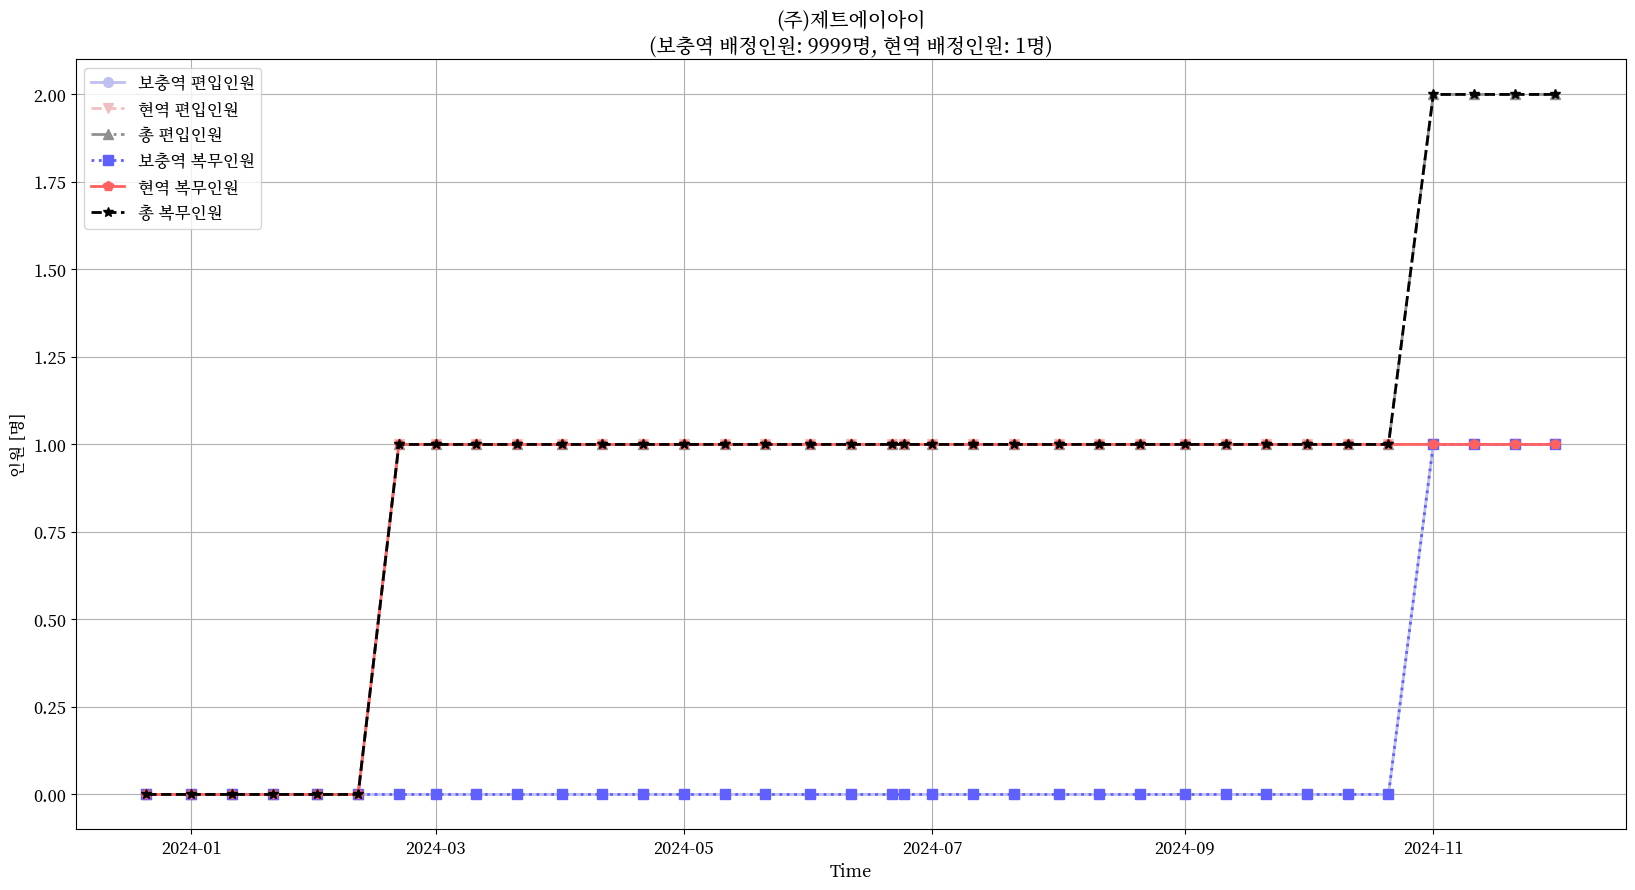 (주)제트에이아이
(보충역 배정인원: 9999명, 현역 배정인원: 1명)
보충역 편입인원
현역 편입인원
총 편입인원
보충역 복무인원
현역 복무인원
총 복무인원
2.00
1.75
1.50
1.25
1.00
0.75
0.50
0.25
0.00
인원 [명]
2024-01 2024-03 2024-05 2024-07 2024-09 2024-11
Time